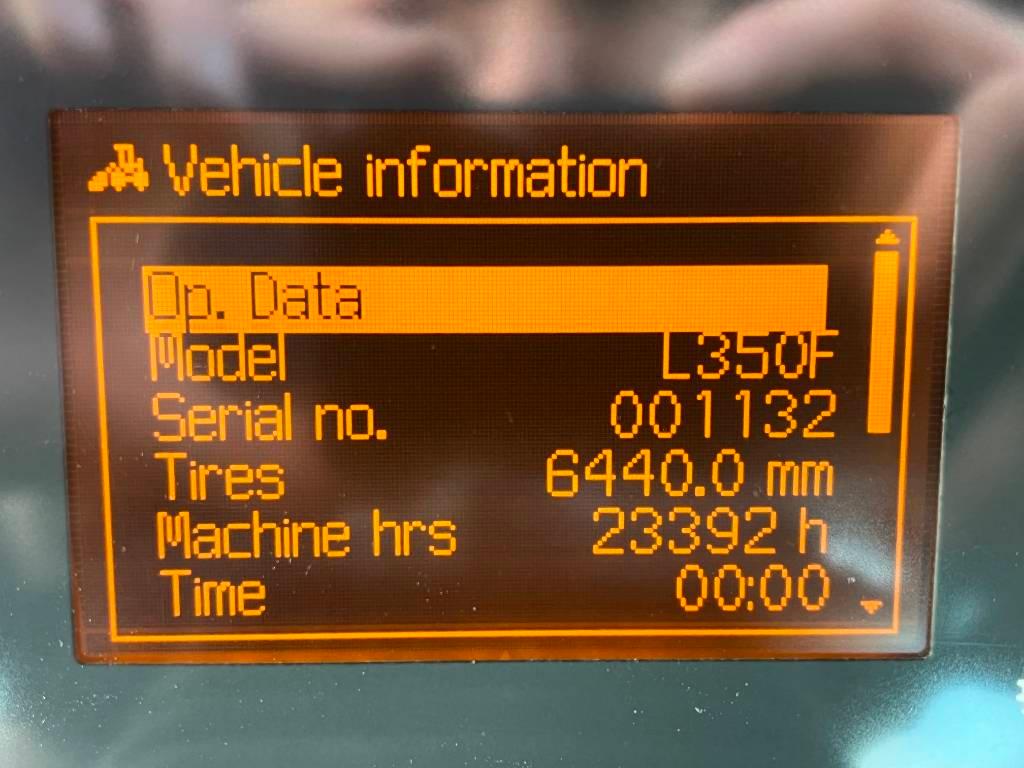 Vehicle information
Op. Data
Model L350F
Serial no. 001132
Tires 6440.0 mm
Machine hrs 23392 h
Time 00:00